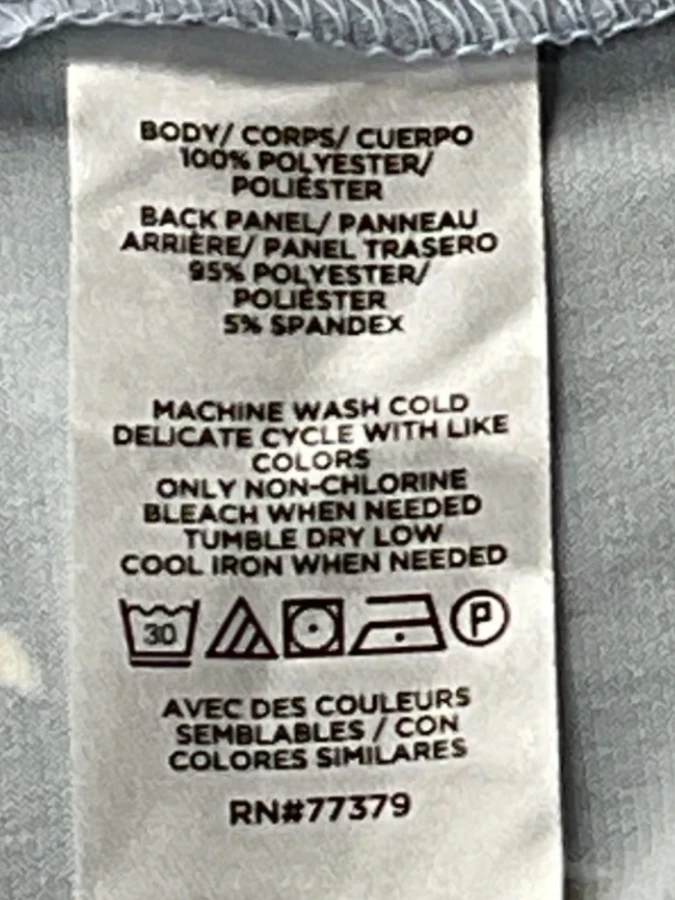 BODY/ CORPS/ CUERPO
100% POLYESTER/
POLIÉSTER
BACK PANEL/ PANNEAU
ARRIÈRE/ PANEL TRASERO
95% POLYESTER/
POLIÉSTER
5% SPANDEX
MACHINE WASH COLD
DELICATE CYCLE WITH LIKE
COLORS
ONLY NON-CHLORINE
BLEACH WHEN NEEDED
TUMBLE DRY LOW
COOL IRON WHEN NEEDED
30 P
AVEC DES COULEURS
SEMBLABLES / CON
COLORES SIMILARES
RN#77379